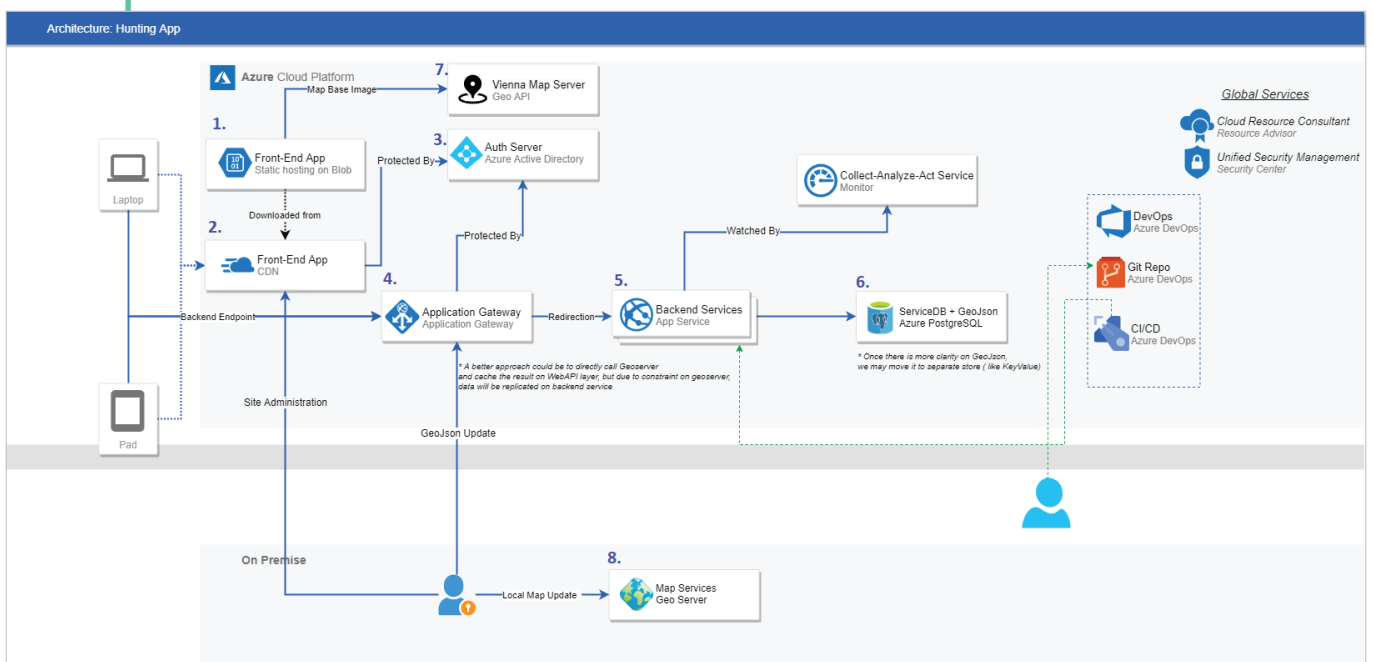 Architecture: Hunting App
Azure Cloud Platform
7.
Vienna Map Server
Geo API
Map Base Image
Global Services
Cloud Resource Consultant
Resource Advisor
Unified Security Management
Security Center
1.
Front-End App
Static hosting on Blob
3.
Auth Server
Azure Active Directory
Protected By
Collect-Analyze-Act Service
Monitor
Laptop
Downloaded from
2.
Front-End App
CDN
Protected By
Watched By
DevOps
Azure DevOps
Git Repo
Azure DevOps
CI/CD
Azure DevOps
4.
Application Gateway
Application Gateway
Backend Endpoint
Redirection
5.
Backend Services
App Service
6.
ServiceDB + GeoJson
Azure PostgreSQL
* A better approach could be to directly call Geoserver
and cache the result on WebAPI layer, but due to constraint on geoserver,
data will be replicated on backend service
* Once there is more clarity on GeoJson,
we may move it to separate store ( like KeyValue)
Site Administration
Pad
GeoJson Update
On Premise
8.
Map Services
Geo Server
Local Map Update
10
01